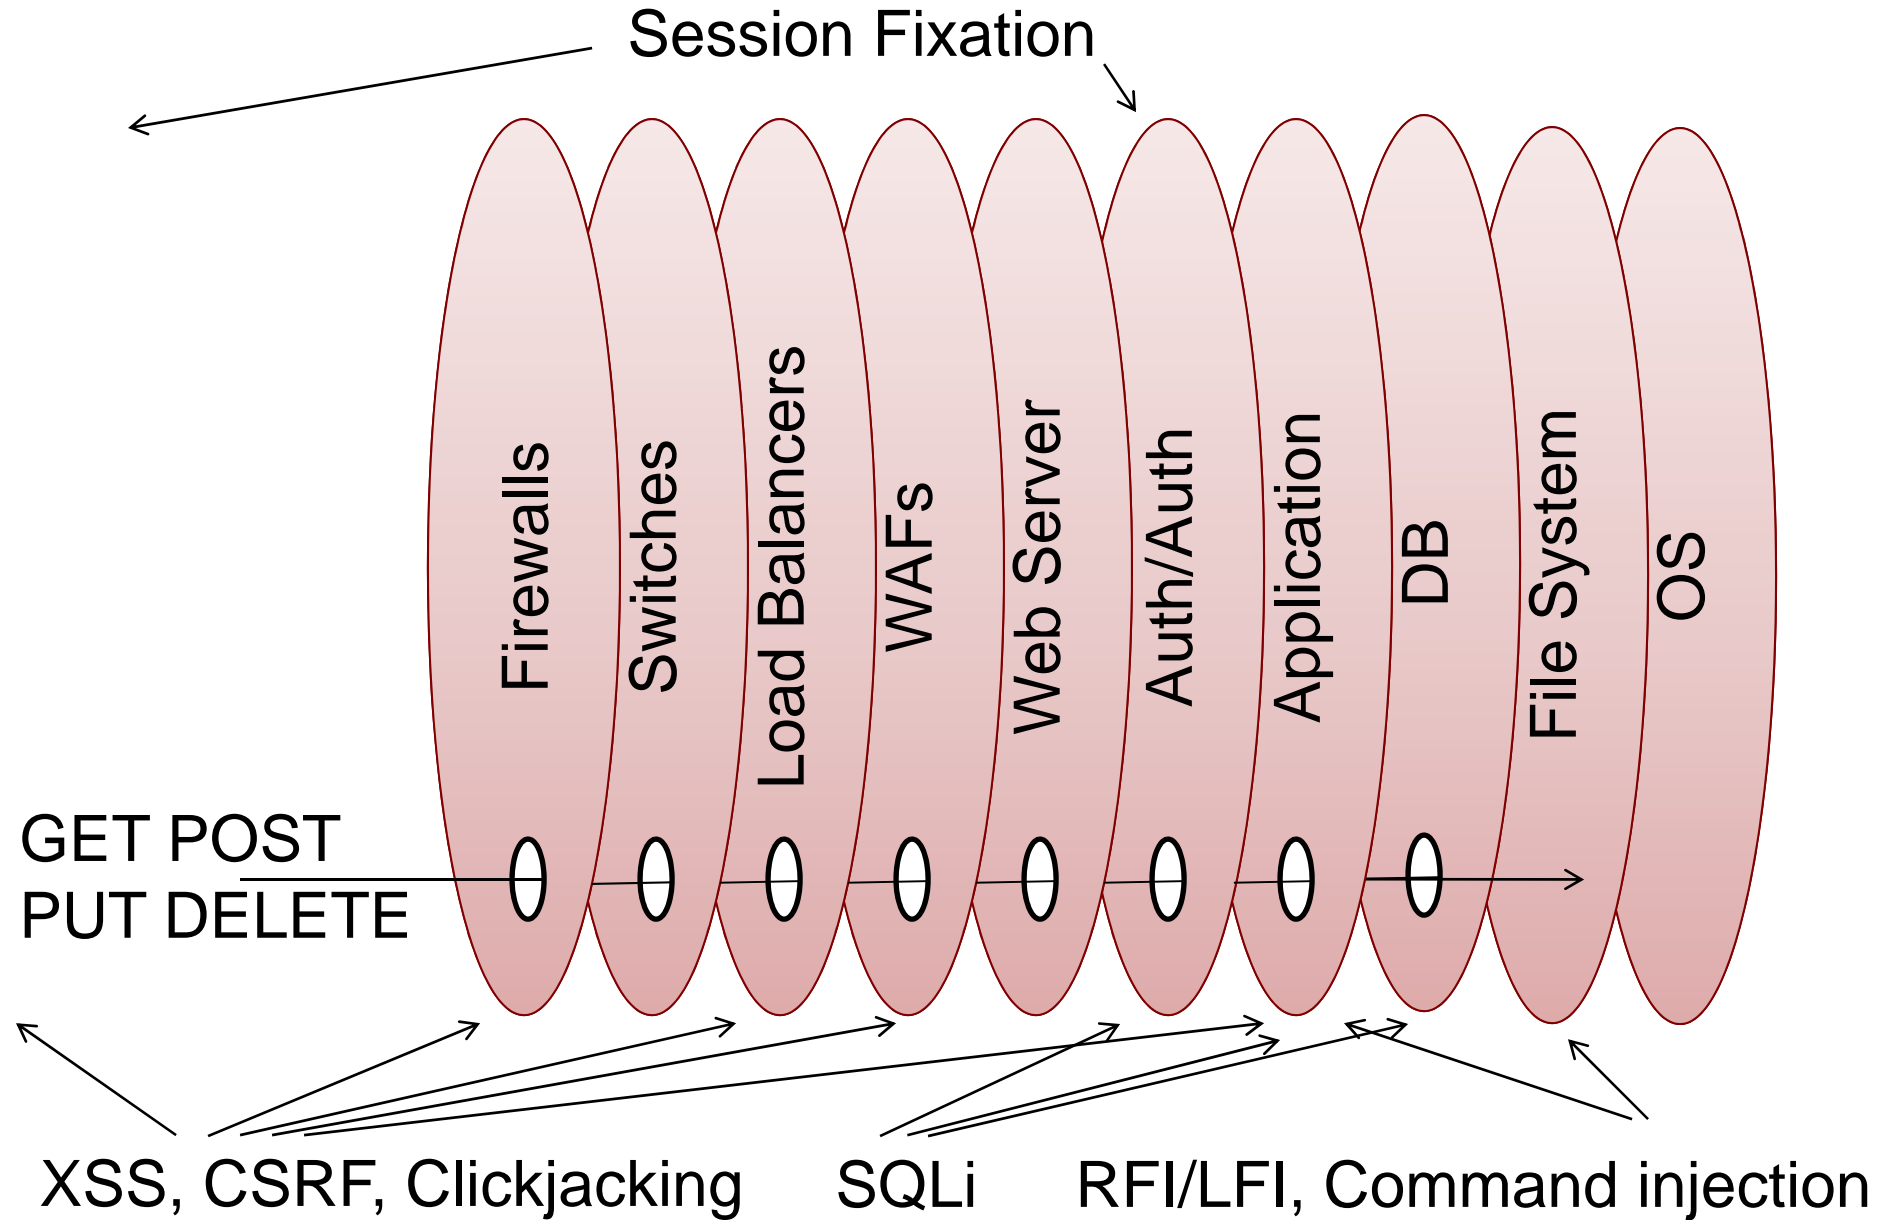 Session Fixation
Firewalls
Switches
Load Balancers
WAFs
Web Server
Auth/Auth
Application
DB
File System
OS
GET POST
PUT DELETE
XSS, CSRF, Clickjacking
SQLi
RFI/LFI, Command injection